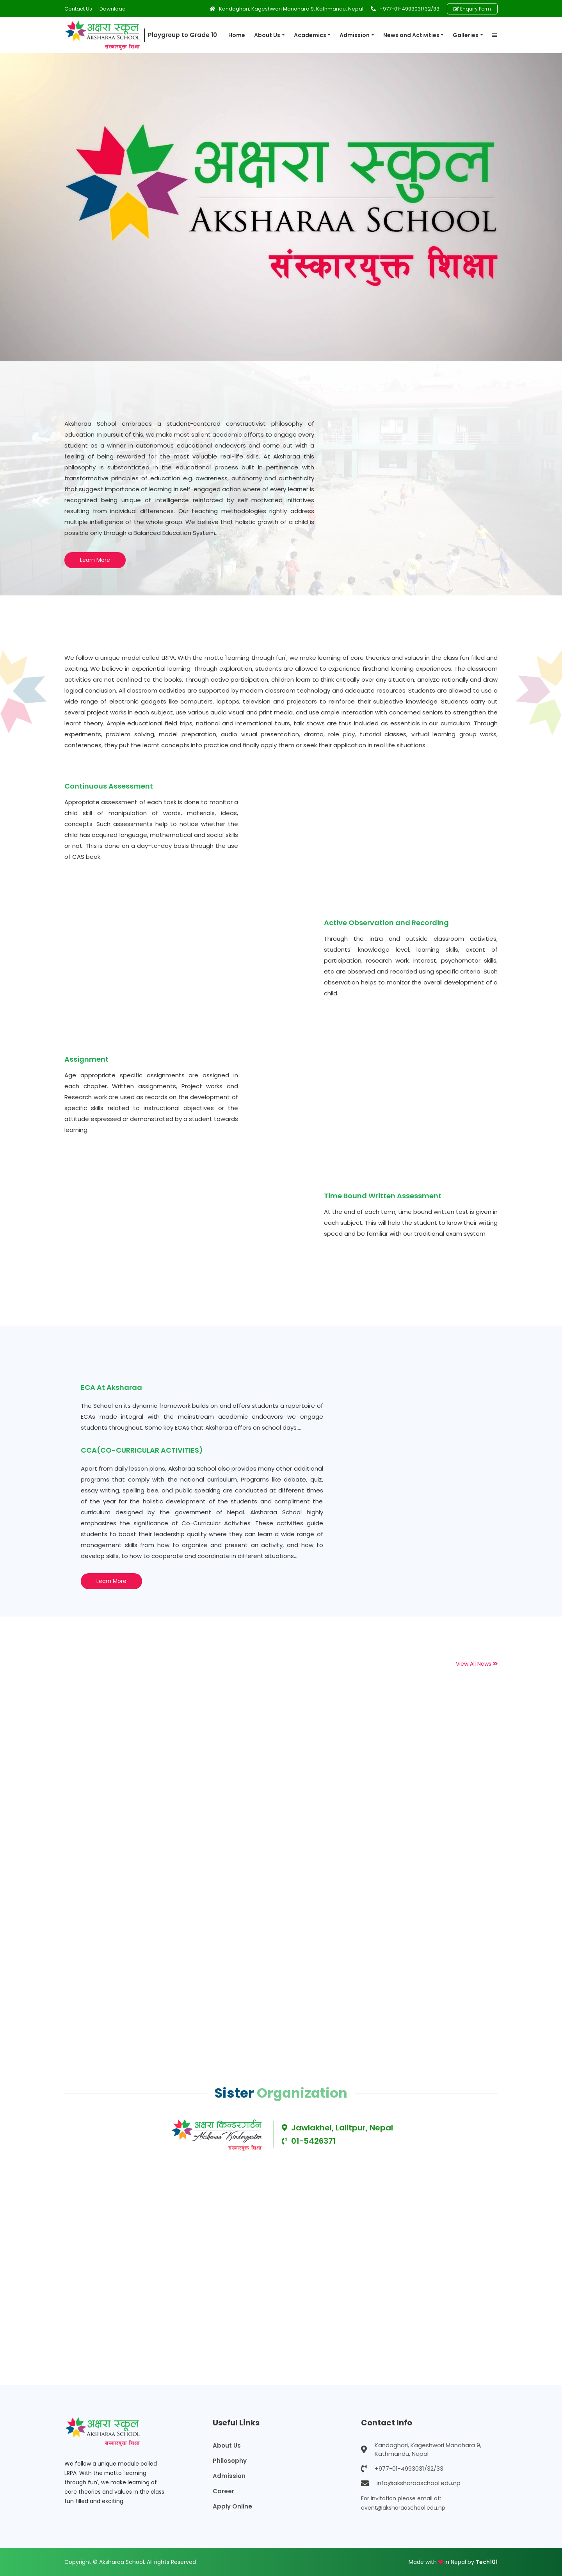 Contact Us Download Kandaghari, Kageshwori Manohara 9, Kathmandu, Nepal +977-01-4993031/32/33 Enquiry Form
अक्षरा स्कूल
AKSHARAA SCHOOL
संस्कारयुक्त शिक्षा
Playgroup to Grade 10 Home About Us Academics Admission News and Activities Galleries
अक्षरा स्कुल
AKSHARAA SCHOOL
संस्कारयुक्त शिक्षा
Aksharaa School embraces a student-centered constructivist philosophy of
education. In pursuit of this, we make most salient academic efforts to engage every
student as a winner in autonomous educational endeavors and come out with a
feeling of being rewarded for the most valuable real-life skills. At Aksharaa this
philosophy is substantiated in the educational process built in pertinence with
transformative principles of education e.g. awareness, autonomy and authenticity
that suggest importance of learning in self-engaged action where of every learner is
recognized being unique of intelligence reinforced by self-motivated initiatives
resulting from individual differences. Our teaching methodologies rightly address
multiple intelligence of the whole group. We believe that holistic growth of a child is
possible only through a Balanced Education System....
Learn More
We follow a unique model called LRPA. With the motto 'learning through fun', we make learning of core theories and values in the class fun filled and
exciting. We believe in experiential learning. Through exploration, students are allowed to experience firsthand learning experiences. The classroom
activities are not confined to the books. Through active participation, children learn to think critically over any situation, analyze rationally and draw
logical conclusion. All classroom activities are supported by modern classroom technology and adequate resources. Students are allowed to use a
wide range of electronic gadgets like computers, laptops, television and projectors to reinforce their subjective knowledge. Students carry out
several project works in each subject, use various audio visual and print media, and use ample interaction with concerned seniors to strengthen the
learnt theory. Ample educational field trips, national and international tours, talk shows are thus included as essentials in our curriculum. Through
experiments, problem solving, model preparation, audio visual presentation, drama, role play, tutorial classes, virtual learning group works,
conferences, they put the learnt concepts into practice and finally apply them or seek their application in real life situations.
Continuous Assessment
Appropriate assessment of each task is done to monitor a
child skill of manipulation of words, materials, ideas,
concepts. Such assessments help to notice whether the
child has acquired language, mathematical and social skills
or not. This is done on a day-to-day basis through the use
of CAS book.
Active Observation and Recording
Through the intra and outside classroom activities,
students' knowledge level, learning skills, extent of
participation, research work, interest, psychomotor skills,
etc are observed and recorded using specific criteria. Such
observation helps to monitor the overall development of a
child.
Assignment
Age appropriate specific assignments are assigned in
each chapter. Written assignments, Project works and
Research work are used as records on the development of
specific skills related to instructional objectives or the
attitude expressed or demonstrated by a student towards
learning.
Time Bound Written Assessment
At the end of each term, time bound written test is given in
each subject. This will help the student to know their writing
speed and be familiar with our traditional exam system.
ECA At Aksharaa
The School on its dynamic framework builds on and offers students a repertoire of
ECAs made integral with the mainstream academic endeavors we engage
students throughout. Some key ECAs that Aksharaa offers on school days....
CCA(CO-CURRICULAR ACTIVITIES)
Apart from daily lesson plans, Aksharaa School also provides many other additional
programs that comply with the national curriculum. Programs like debate, quiz,
essay writing, spelling bee, and public speaking are conducted at different times
of the year for the holistic development of the students and compliment the
curriculum designed by the government of Nepal. Aksharaa School highly
emphasizes the significance of Co-Curricular Activities. These activities guide
students to boost their leadership quality where they can learn a wide range of
management skills from how to organize and present an activity, and how to
develop skills, to how to cooperate and coordinate in different situations...
Learn More
View All News
Sister Organization
अक्षरा किन्डरगार्टन
Aksharaa Kindergarten
संस्कारयुक्त शिक्षा
Jawlakhel, Lalitpur, Nepal
01-5426371
अक्षरा स्कूल
AKSHARAA SCHOOL
संस्कारयुक्त शिक्षा
We follow a unique module called
LRPA. With the motto 'learning
through fun', we make learning of
core theories and values in the class
fun filled and exciting.
Useful Links
About Us
Philosophy
Admission
Career
Apply Online
Contact Info
Kandaghari, Kageshwori Manohara 9,
Kathmandu, Nepal
+977-01-4993031/32/33
info@aksharaaschool.edu.np
For invitation please email at:
event@aksharaaschool.edu.np
Copyright © Aksharaa School. All rights Reserved Made with in Nepal by Tech101